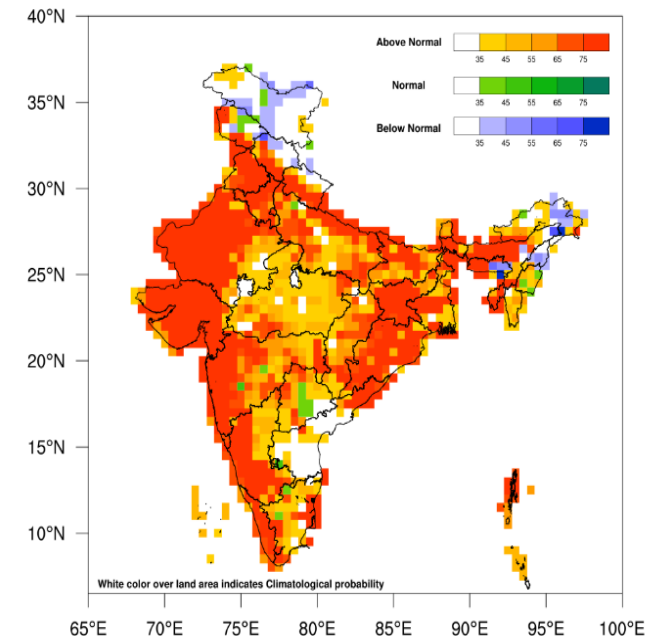 40°N
Above Normal
35 45 55 65 75
Normal
35 45 55 65 75
35°N
Below Normal
35 45 55 65 75
30°N
25°N
20°N
15°N
10°N
White color over land area indicates Climatological probability
65°E 70°E 75°E 80°E 85°E 90°E 95°E 100°E